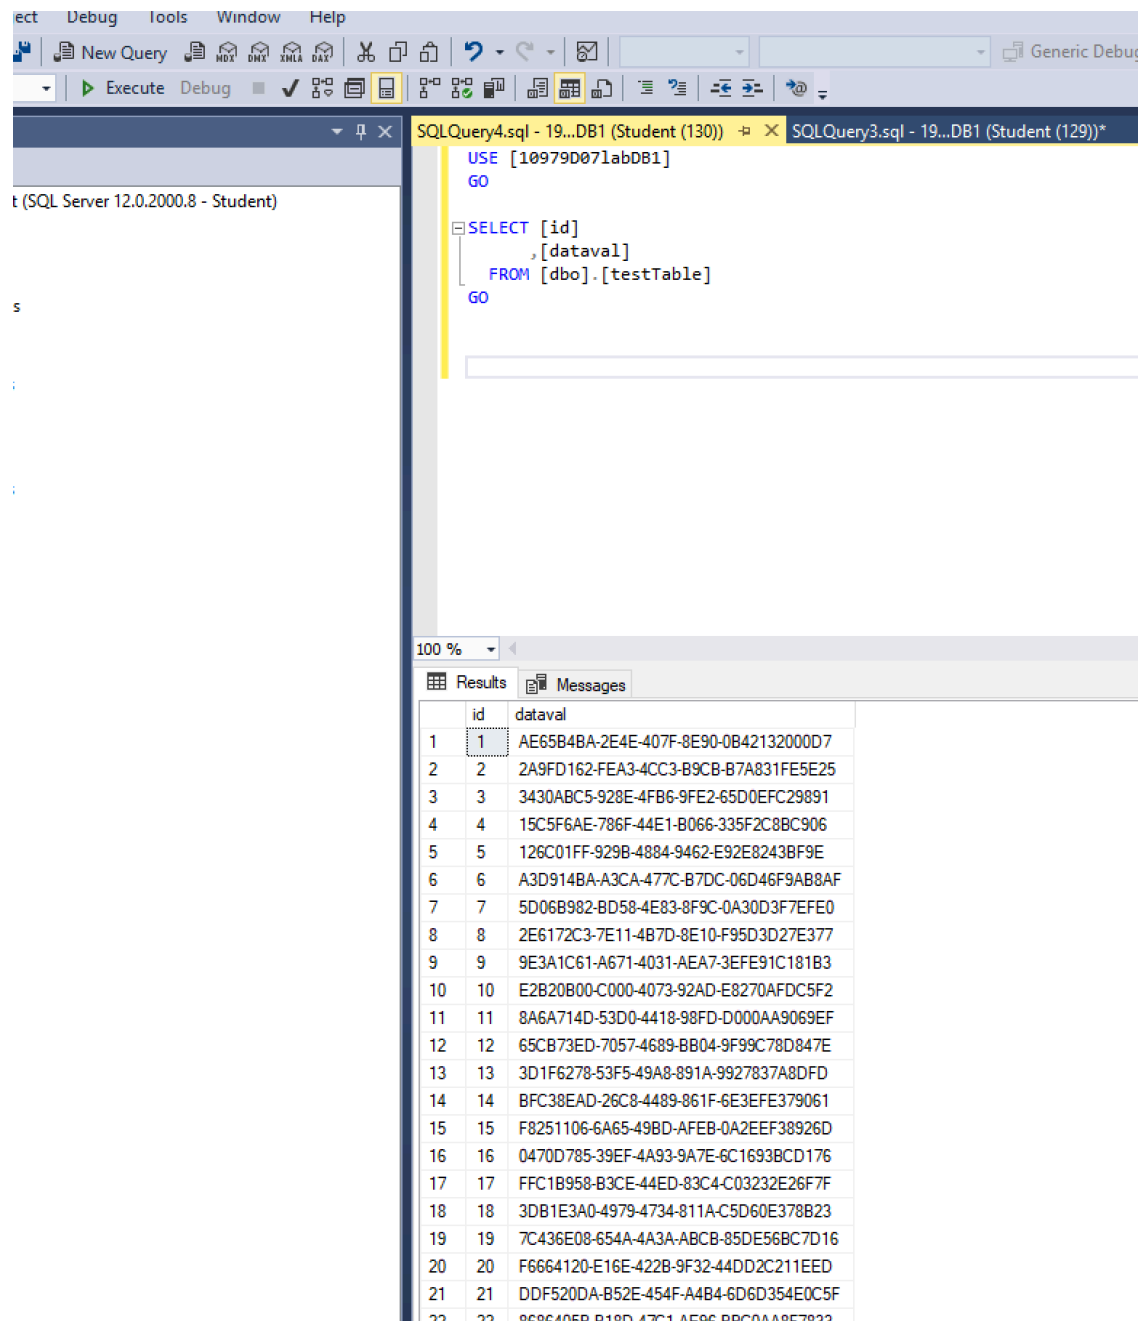 ect Debug Tools Window Help
New Query MDX DMX XMLA DAX Generic Debug
Execute Debug
SQLQuery4.sql - 19...DB1 (Student (130)) SQLQuery3.sql - 19...DB1 (Student (129))*
t (SQL Server 12.0.2000.8 - Student)
s
USE [10979D07labDB1]
GO
SELECT [id]
,[dataval]
FROM [dbo].[testTable]
GO
100 %
Results Messages
id dataval
1 1 AE65B4BA-2E4E-407F-8E90-0B42132000D7
2 2 2A9FD162-FEA3-4CC3-B9CB-B7A831FE5E25
3 3 3430ABC5-928E-4FB6-9FE2-65D0EFC29891
4 4 15C5F6AE-786F-44E1-B066-335F2C8BC906
5 5 126C01FF-929B-4884-9462-E92E8243BF9E
6 6 A3D914BA-A3CA-477C-B7DC-06D46F9AB8AF
7 7 5D06B982-BD58-4E83-8F9C-0A30D3F7EFE0
8 8 2E6172C3-7E11-4B7D-8E10-F95D3D27E377
9 9 9E3A1C61-A671-4031-AEA7-3EFE91C181B3
10 10 E2B20B00-C000-4073-92AD-E8270AFDC5F2
11 11 8A6A714D-53D0-4418-98FD-D000AA9069EF
12 12 65CB73ED-7057-4689-BB04-9F99C78D847E
13 13 3D1F6278-53F5-49A8-891A-9927837A8DFD
14 14 BFC38EAD-26C8-4489-861F-6E3EFE379061
15 15 F8251106-6A65-49BD-AFEB-0A2EEF38926D
16 16 0470D785-39EF-4A93-9A7E-6C1693BCD176
17 17 FFC1B958-B3CE-44ED-83C4-C03232E26F7F
18 18 3DB1E3A0-4979-4734-811A-C5D60E378B23
19 19 7C436E08-654A-4A3A-ABCB-85DE56BC7D16
20 20 F6664120-E16E-422B-9F32-44DD2C211EED
21 21 DDF520DA-B52E-454F-A4B4-6D6D354E0C5F
22 22